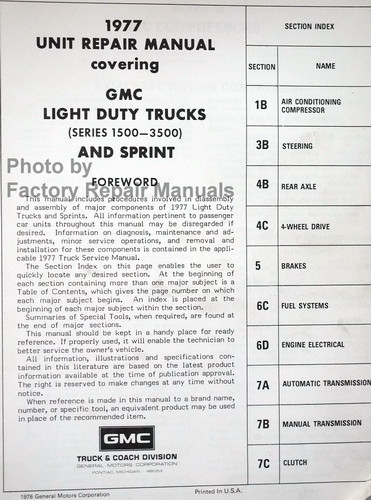 1977
UNIT REPAIR MANUAL
covering
GMC
LIGHT DUTY TRUCKS
(SERIES 1500—3500)
AND SPRINT
Photo by
Factory Repair Manuals
FOREWORD
This manual includes procedures involved in disassembly
and assembly of major components of 1977 Light Duty
Trucks and Sprints. All information pertinent to passenger
car units throughout this manual may be disregarded if
desired. Information on diagnosis, maintenance and ad-
justments, minor service operations, and removal and
installation for these components is contained in the appli-
cable 1977 Truck Service Manual.
The Section Index on this page enables the user to
quickly locate any desired section. At the beginning of
each section containing more than one major subject is a
Table of Contents, which gives the page number on which
each major subject begins. An index is placed at the
beginning of each major subject within the section.
Summaries of Special Tools, when required, are found at
the end of major sections.
This manual should be kept in a handy place for ready
reference. If properly used, it will enable the technician to
better service the owner's vehicle.
All information, illustrations and specifications con-
tained in this literature are based on the latest product
information available at the time of publication approval.
The right is reserved to make changes at any time without
notice.
When reference is made in this manual to a brand name,
number, or specific tool, an equivalent product may be used
in place of the recommended item.
GMC
TRUCK & COACH DIVISION
GENERAL MOTORS CORPORATION
PONTIAC, MICHIGAN 48053
1976 General Motors Corporation
Printed In U.S.A.
SECTION INDEX
SECTION NAME
1B AIR CONDITIONING
COMPRESSOR
3B STEERING
4B REAR AXLE
4C 4-WHEEL DRIVE
5 BRAKES
6C FUEL SYSTEMS
6D ENGINE ELECTRICAL
7A AUTOMATIC TRANSMISSION
7B MANUAL TRANSMISSION
7C CLUTCH